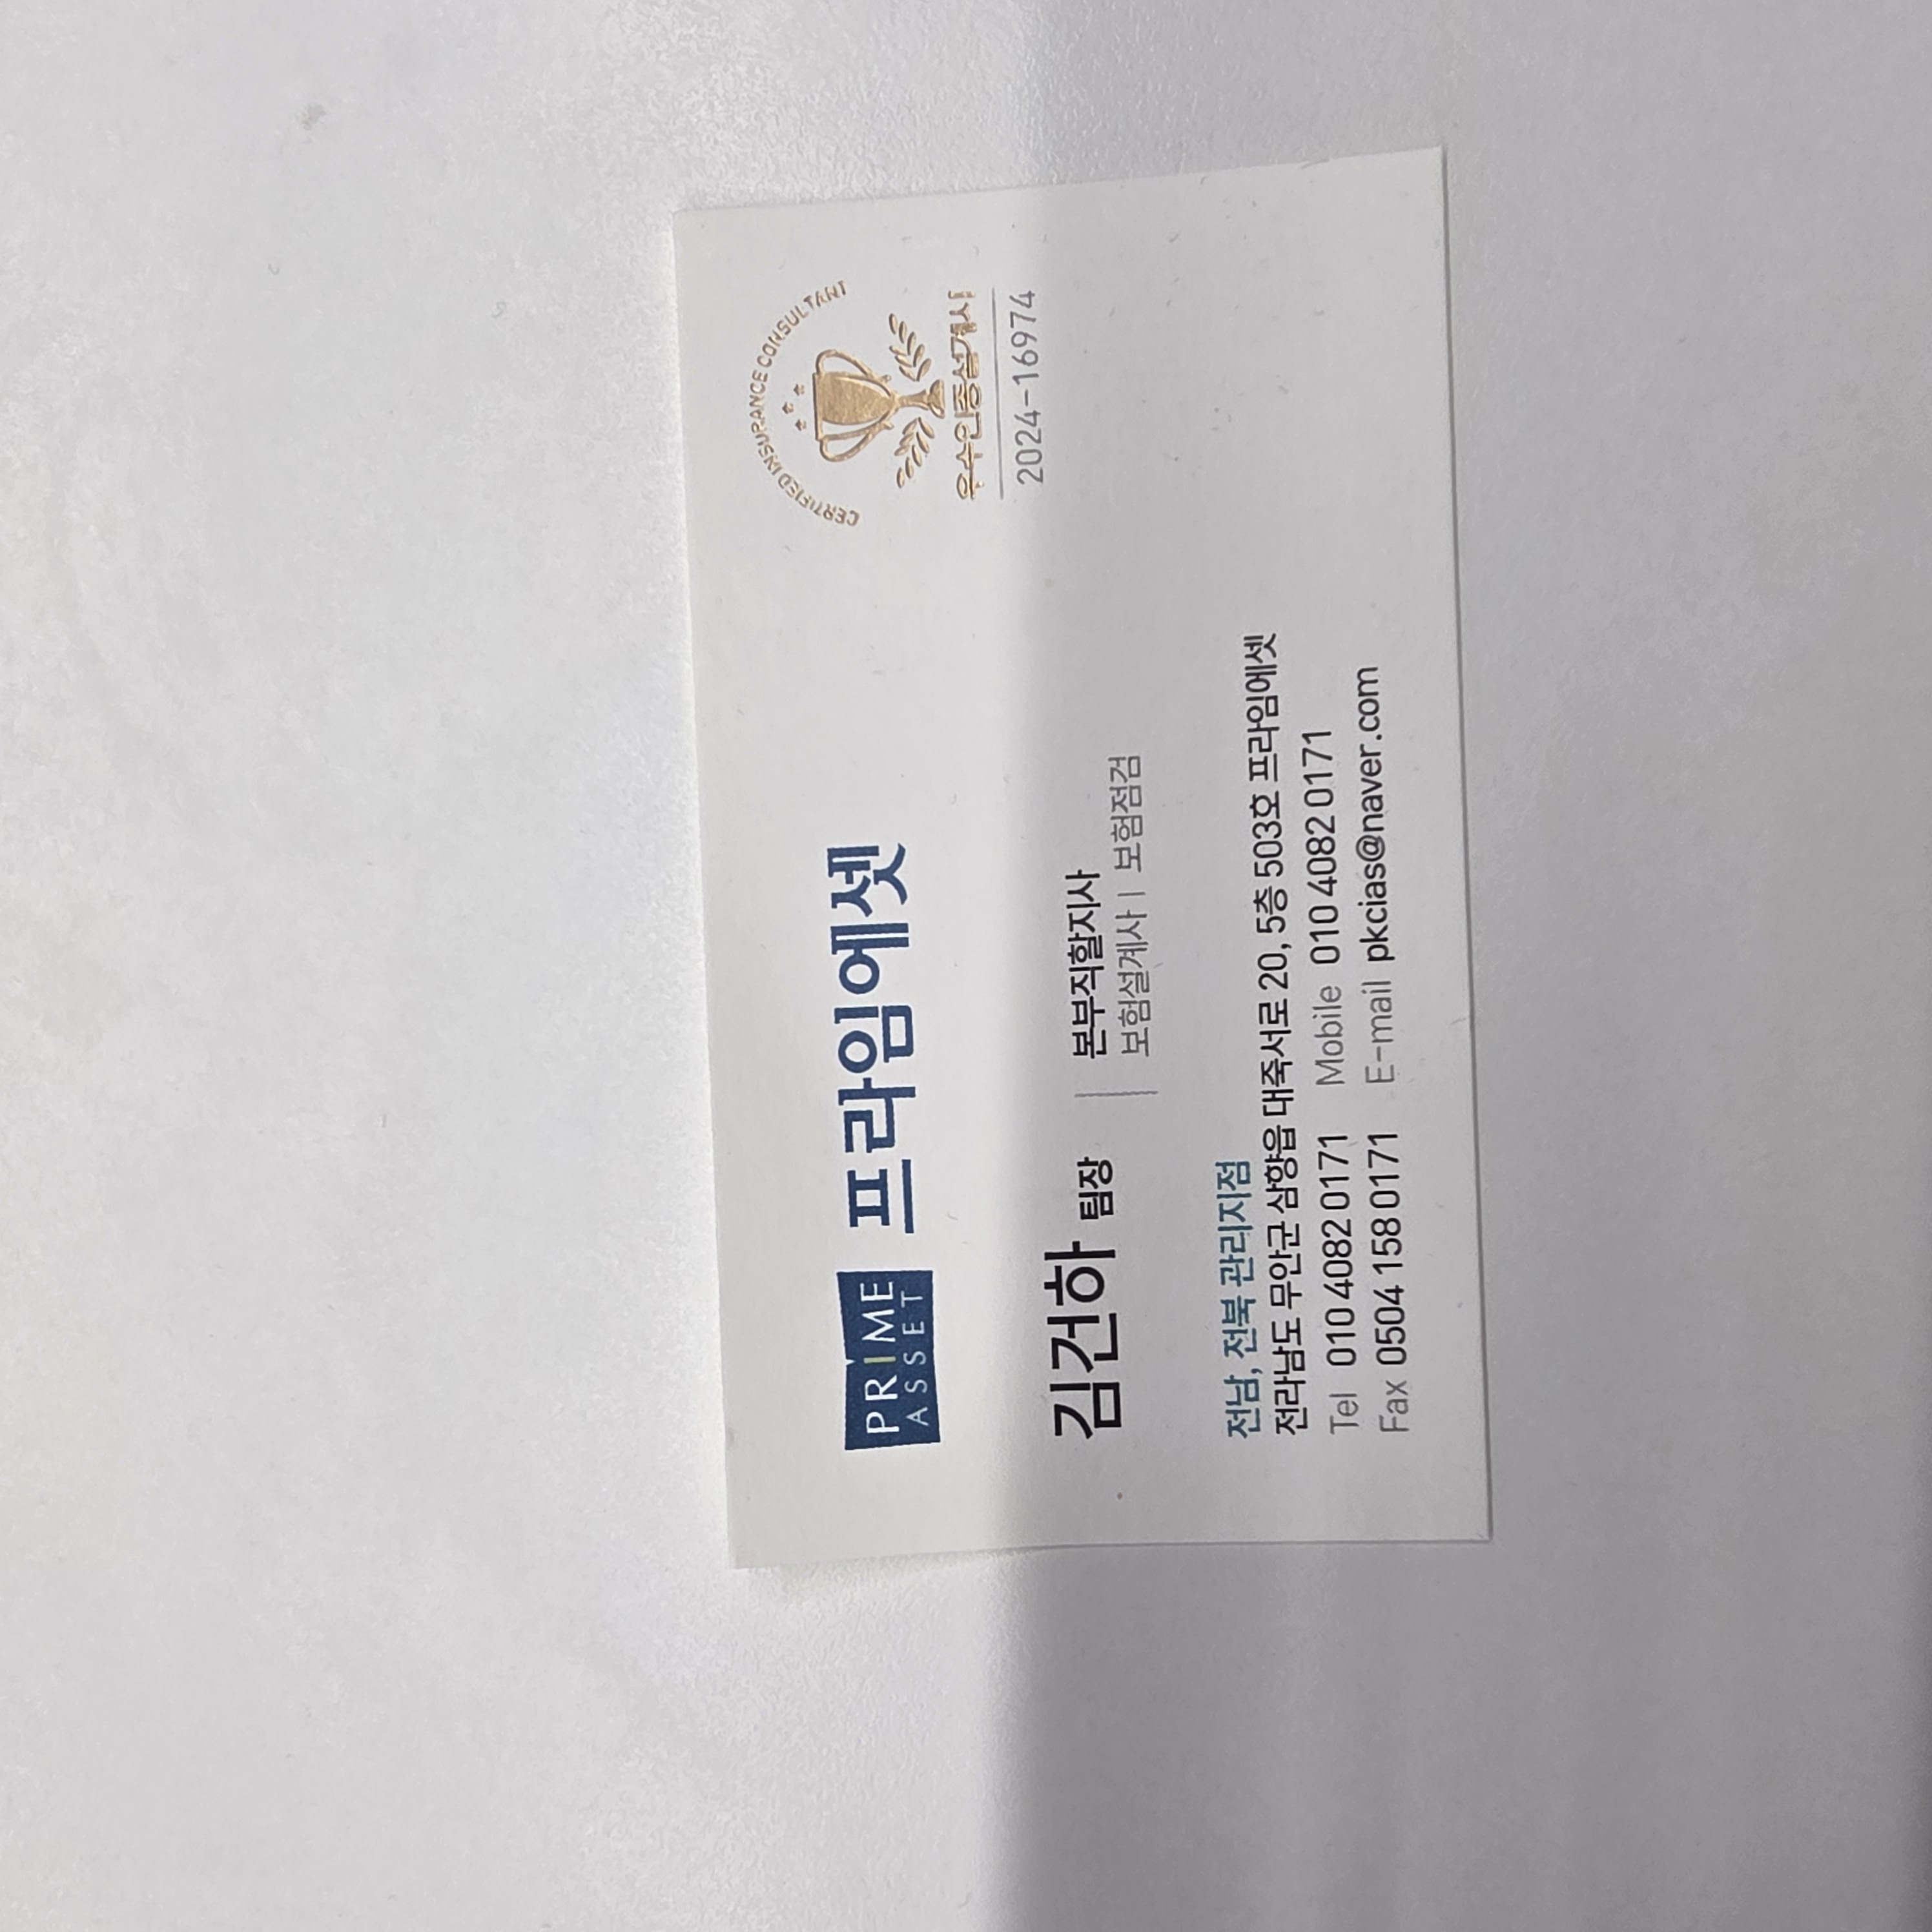 PRIME
ASSET
프라임에셋
CERTIFIED INSURANCE CONSULTANT
우수인증설계사
2024-16974
김건하 팀장
본부직할지사
보험설계사 | 보험점검
전남, 전북 관리지점
전라남도 무안군 삼향읍 대죽서로 20, 5층 503호 프라임에셋
Tel 010 4082 0171 Mobile 010 4082 0171
Fax 0504 158 0171 E-mail pkcias@naver.com